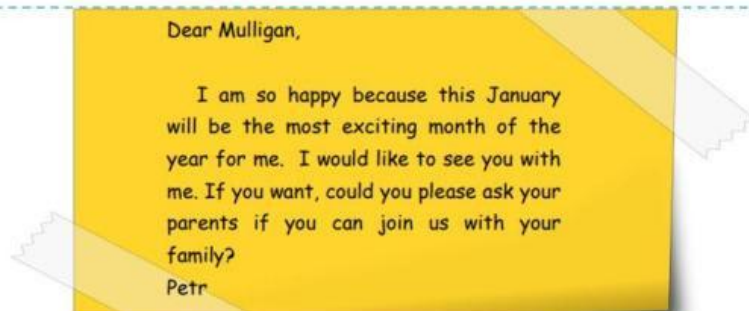 Dear Mulligan,
I am so happy because this January
will be the most exciting month of the
year for me. I would like to see you with
me. If you want, could you please ask your
parents if you can join us with your
family?
Petr